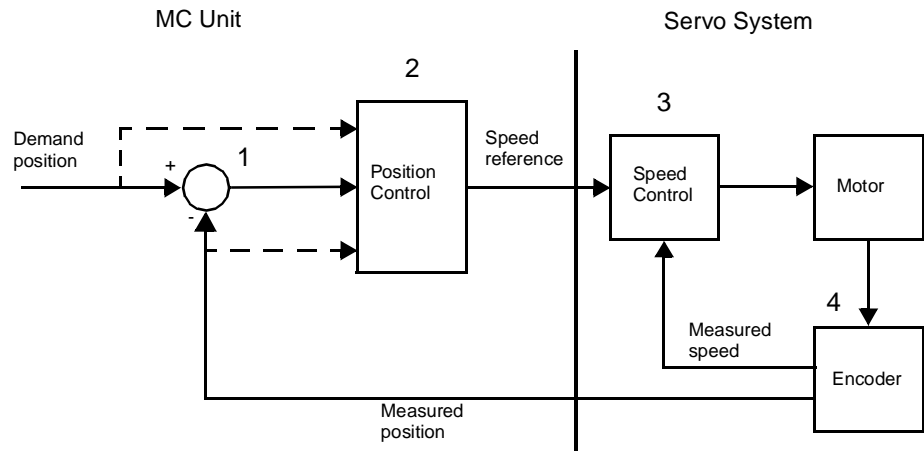 MC Unit
Servo System
2
3
Demand
position
+
1
-
Position
Control
Speed
reference
Speed
Control
Motor
4
Measured
speed
Encoder
Measured
position